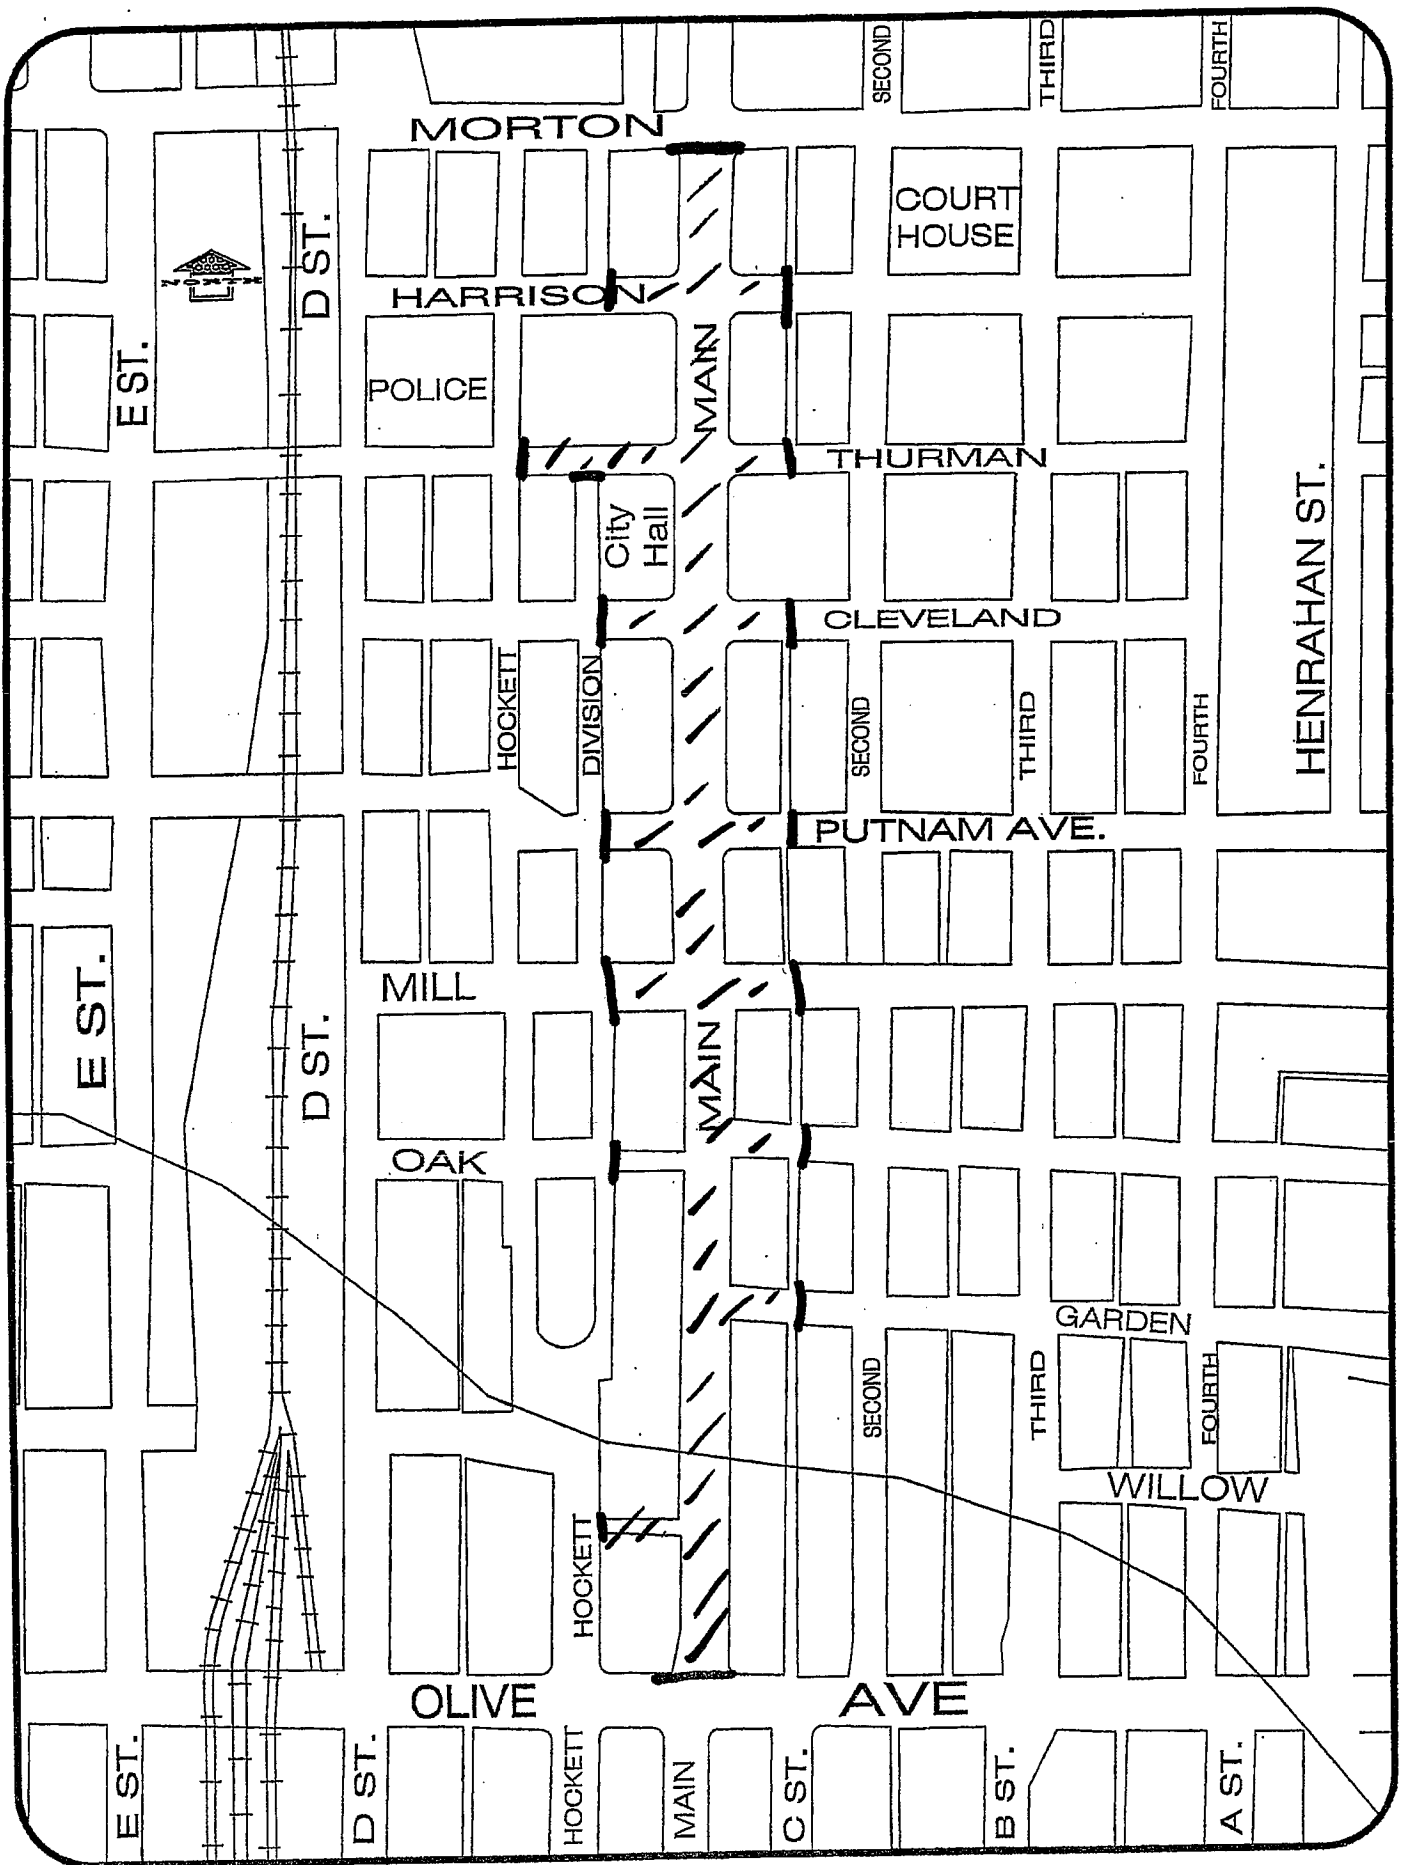 SECOND
THIRD
FOURTH
MORTON
COURT
HOUSE
D ST.
HARRISON
NORTH
MAIN
E ST.
POLICE
THURMAN
City
Hall
HENRAHAN ST.
CLEVELAND
HOCKETT
DIVISION
SECOND
THIRD
FOURTH
PUTNAM AVE.
MILL
E ST.
D ST.
MAIN
OAK
GARDEN
SECOND
THIRD
FOURTH
WILLOW
HOCKETT
OLIVE
AVE
E ST.
D ST.
HOCKETT
MAIN
C ST.
B ST.
A ST.